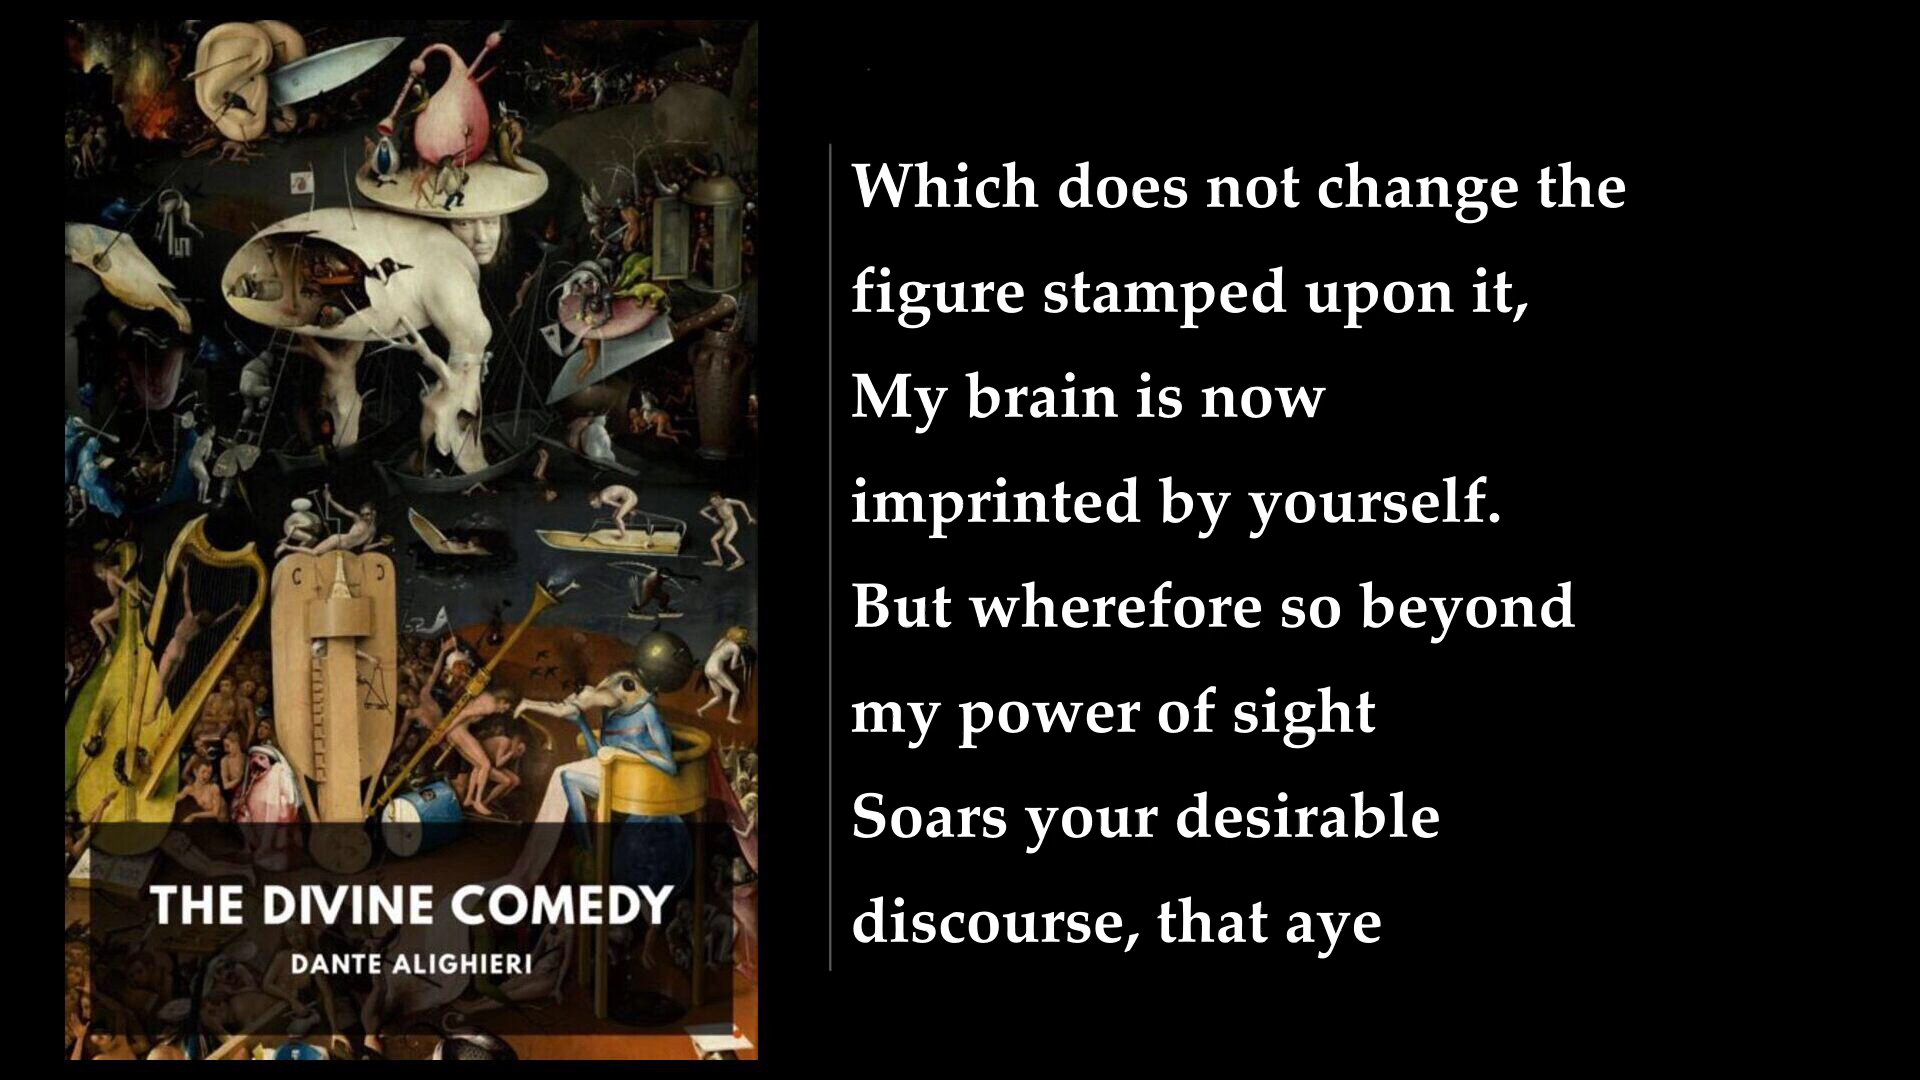 Which does not change the
figure stamped upon it,
My brain is now
imprinted by yourself.
But wherefore so beyond
my power of sight
Soars your desirable
discourse, that aye
THE DIVINE COMEDY
DANTE ALIGHIERI